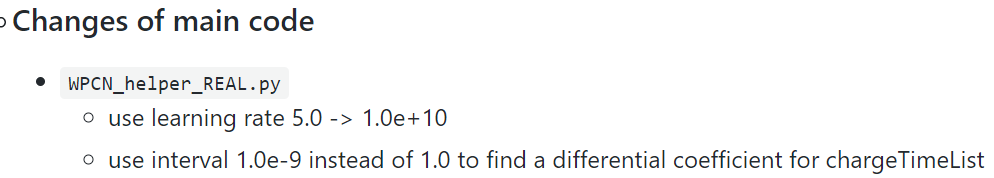 Changes of main code
WPCN_helper_REAL.py
use learning rate 5.0 -> 1.0e+10
use interval 1.0e-9 instead of 1.0 to find a differential coefficient for chargeTimeList